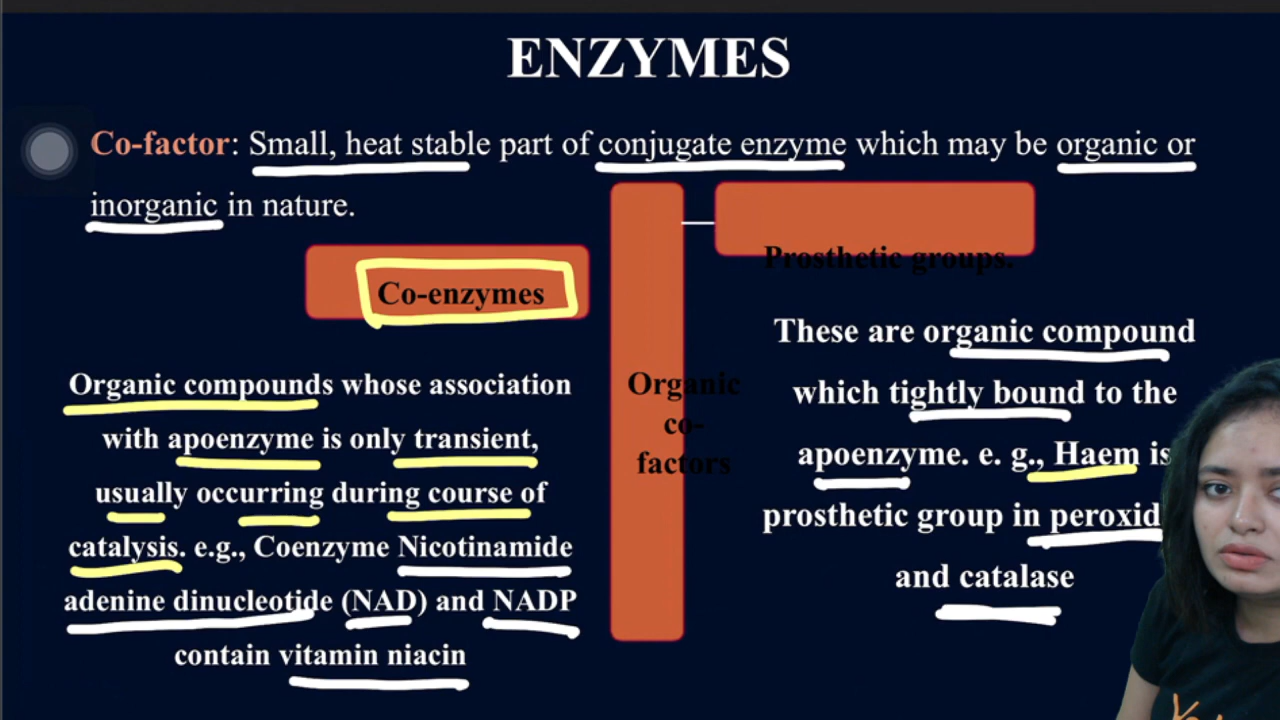 ENZYMES
Co-factor: Small, heat stable part of conjugate enzyme which may be organic or
inorganic in nature.
Co-enzymes
Organic compounds whose association
with apoenzyme is only transient,
usually occurring during course of
catalysis. e.g., Coenzyme Nicotinamide
adenine dinucleotide (NAD) and NADP
contain vitamin niacin
Organic
co-
factors
Prosthetic groups.
These are organic compound
which tightly bound to the
apoenzyme. e. g., Haem is
prosthetic group in peroxid
and catalase